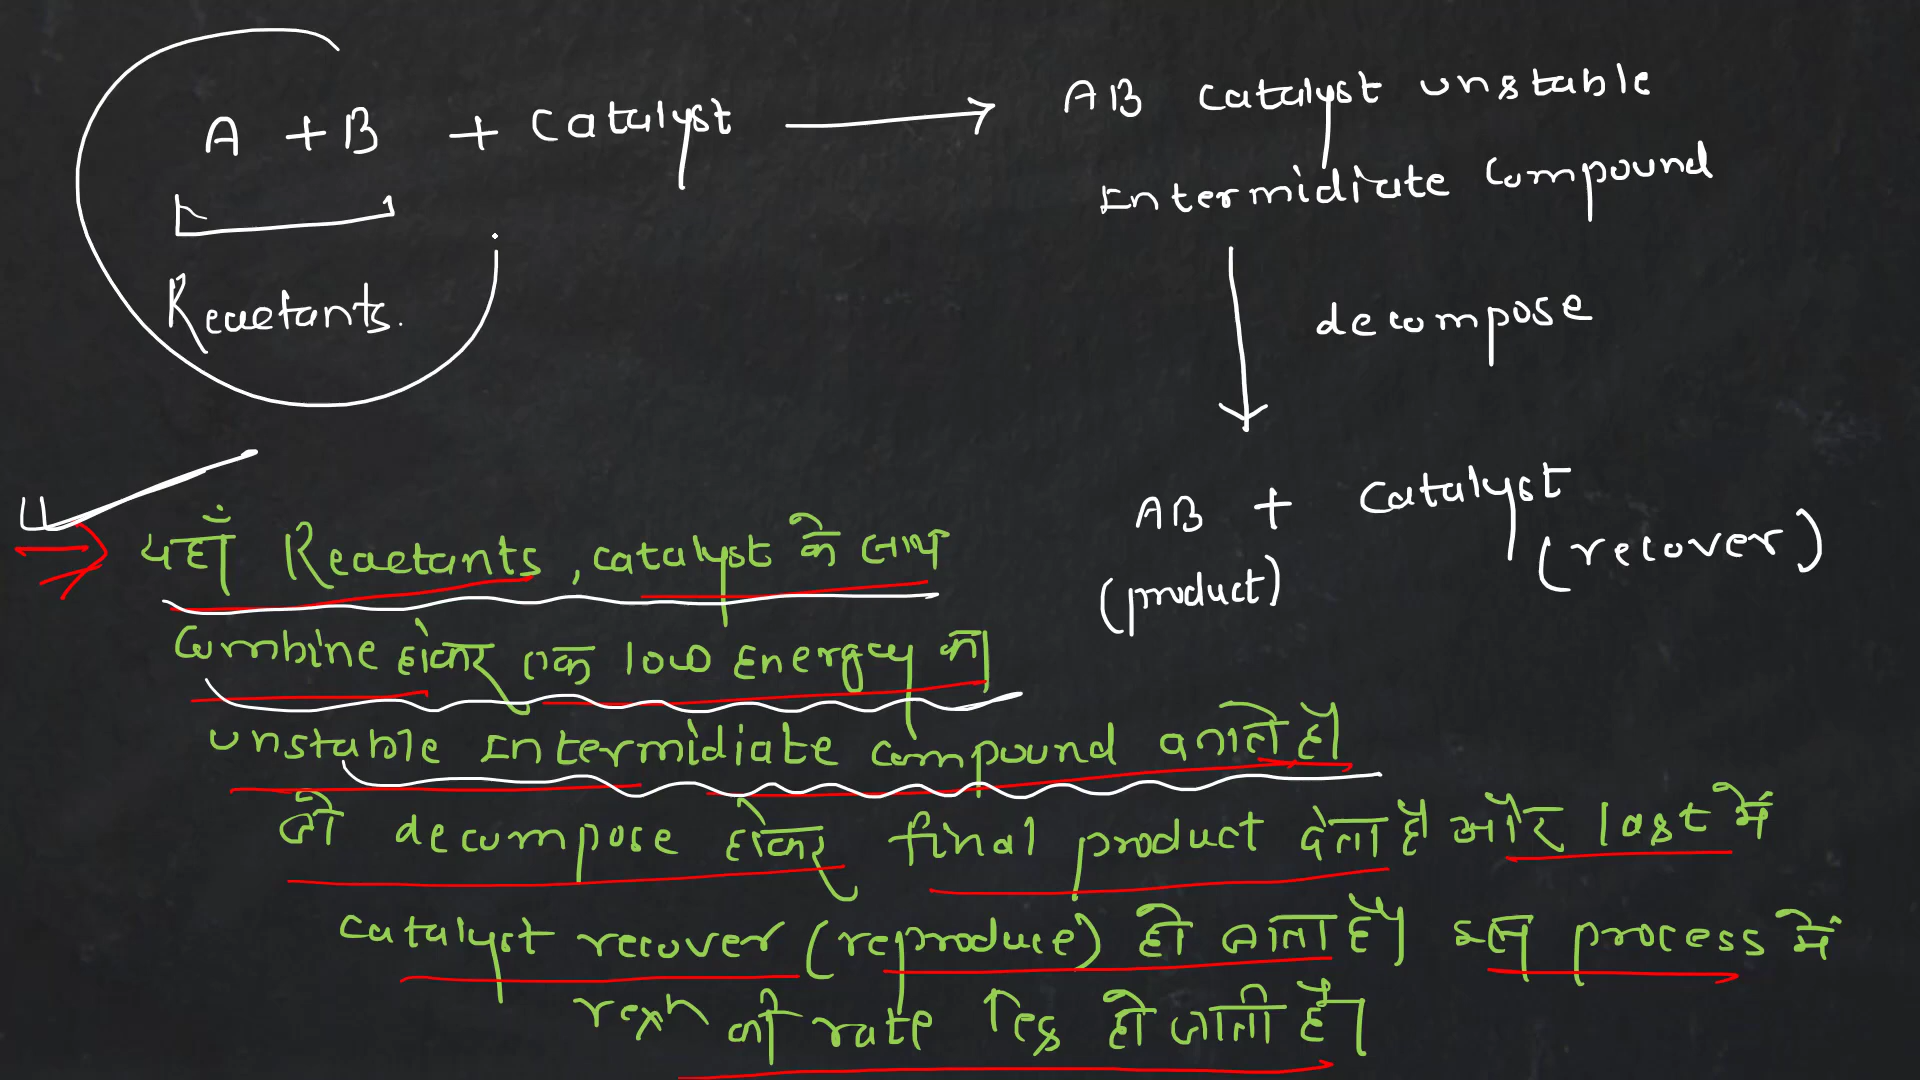 A + B + Catalyst → AB Catalyst unstable
Intermidiate Compound
Reactants.
decompose
AB + Catalyst
(product) (recover)
यहाँ Reactants, catalyst के साथ
Combine होकर एक low Energy का
unstable Intermidiate compound बनाते है।
जो decompose होकर final product देता है और last में
catalyst recover (reproduce) हो जाता है। इस process में
rexn की rate ↑es हो जाती है।